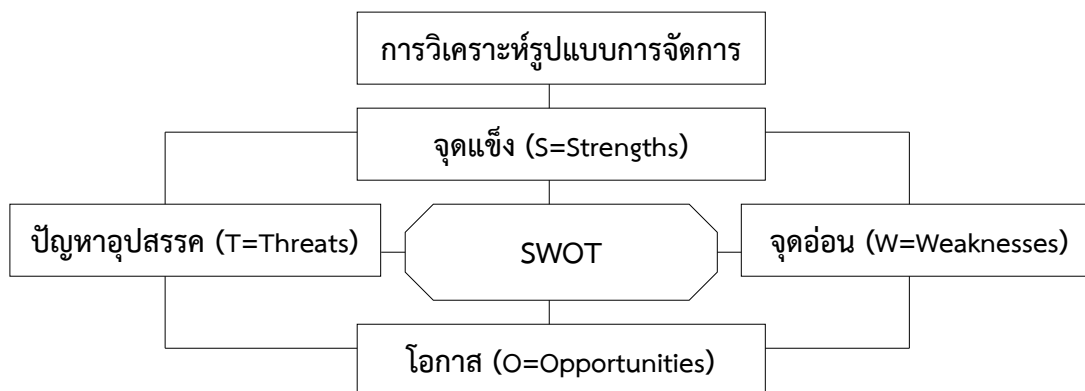 การวิเคราะห์รูปแบบการจัดการ
จุดแข็ง (S=Strengths)
ปัญหาอุปสรรค (T=Threats)
SWOT
จุดอ่อน (W=Weaknesses)
โอกาส (O=Opportunities)